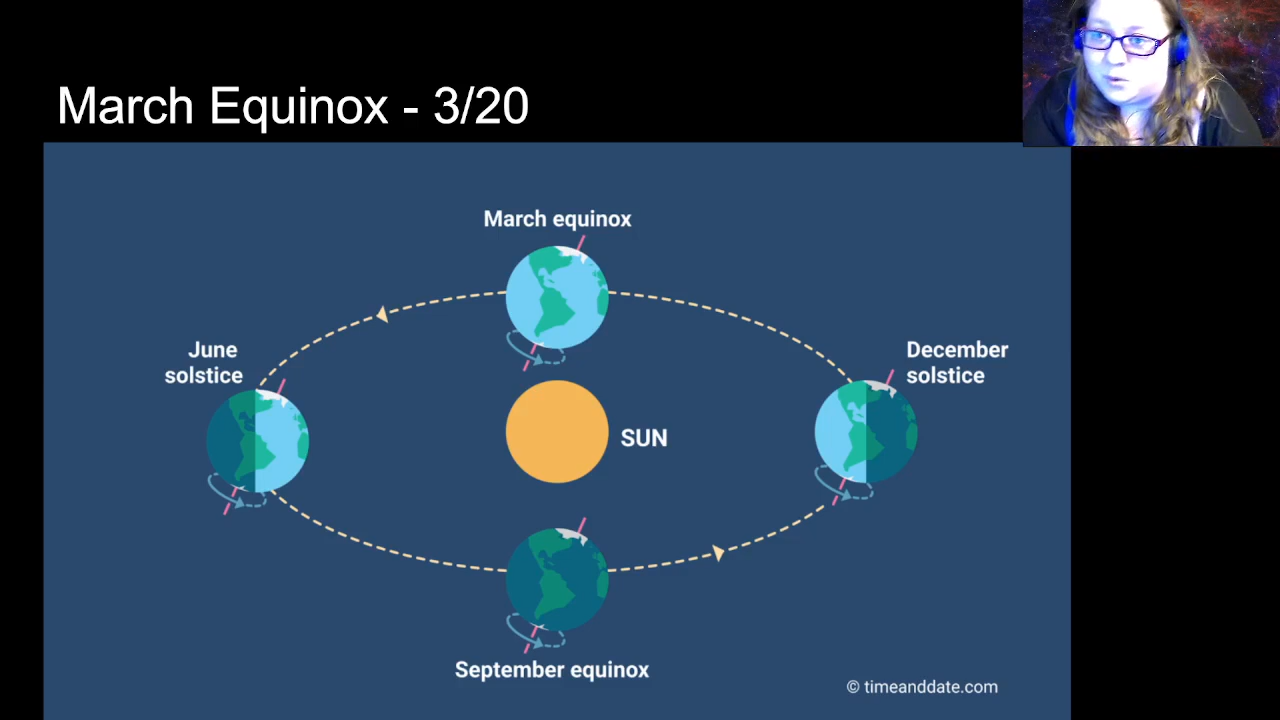 March Equinox - 3/20
March equinox
June
solstice
December
solstice
SUN
September equinox
© timeanddate.com